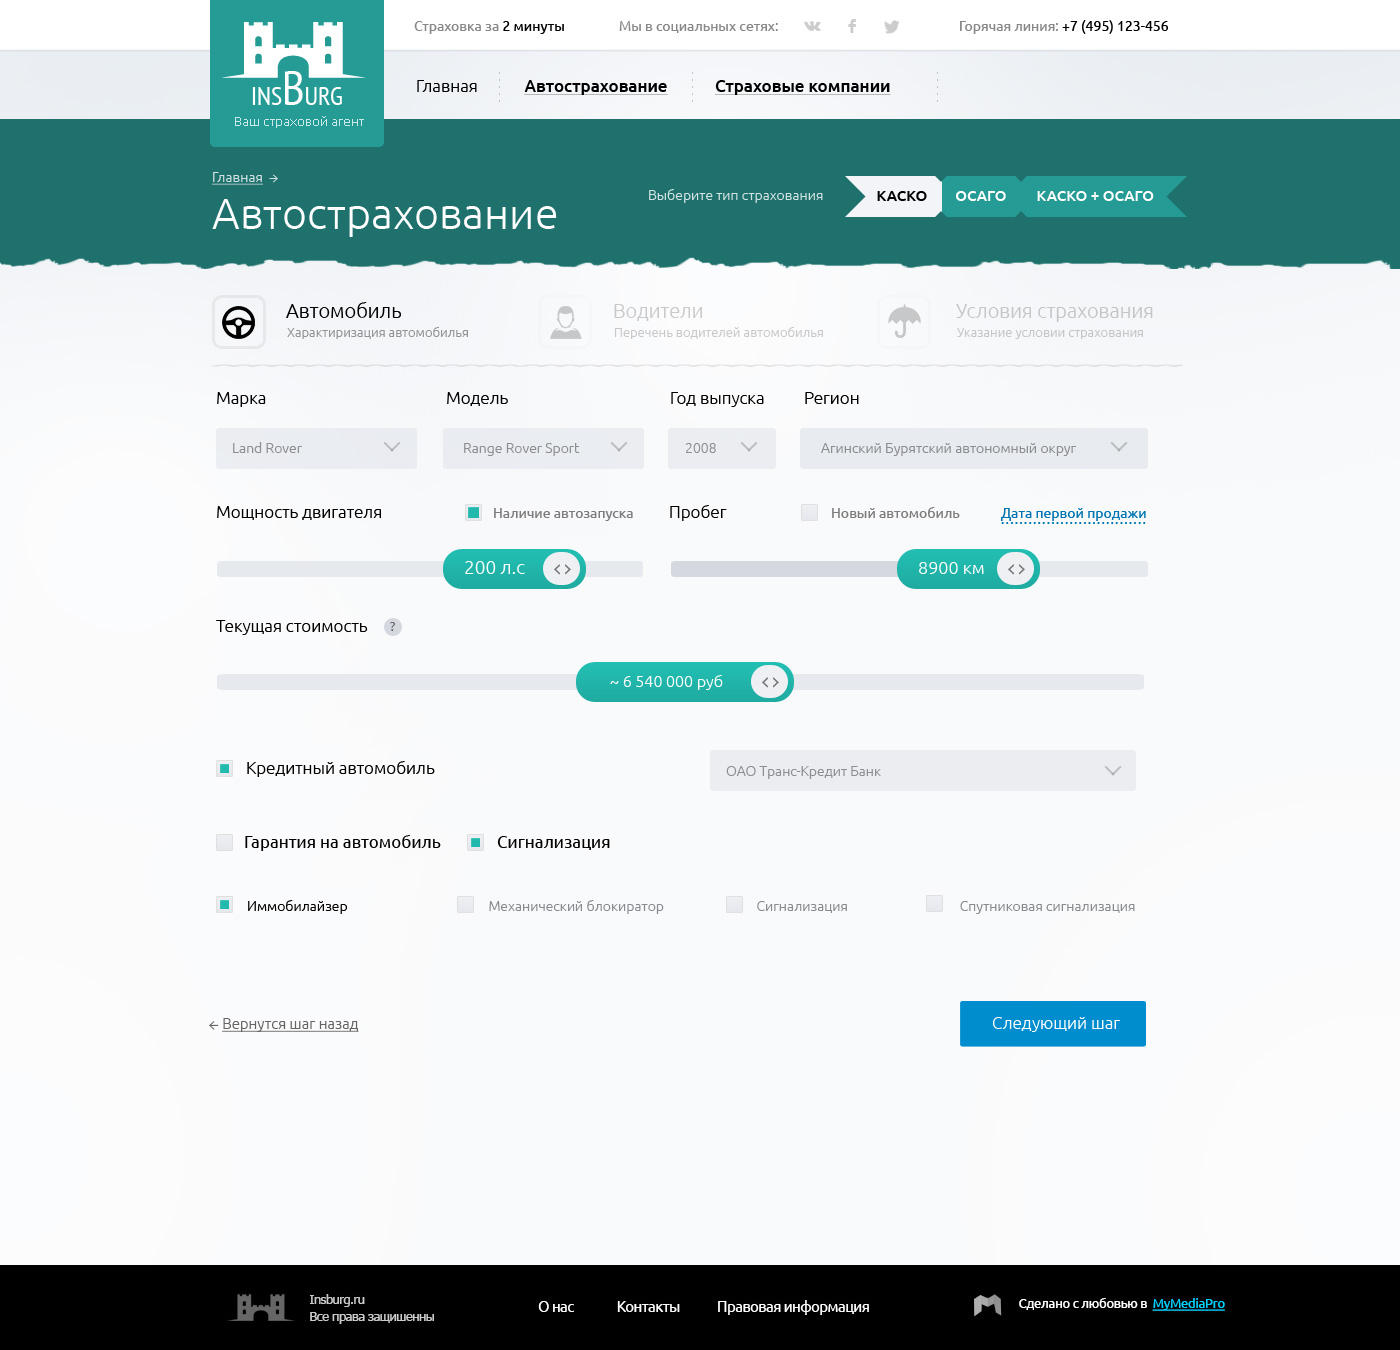 Страховка за 2 минуты
Мы в социальных сетях:
Горячая линия: +7 (495) 123-456
INSBURG
Ваш страховой агент
Главная
Автострахование
Страховые компании
Главная →
Автострахование
Выберите тип страхования
КАСКО
ОСАГО
КАСКО + ОСАГО
Автомобиль
Характиризация автомобилья
Водители
Перечень водителей автомобилья
Условия страхования
Указание условии страхования
Марка
Модель
Год выпуска
Регион
Land Rover
Range Rover Sport
2008
Агинский Бурятский автономный округ
Мощность двигателя
Наличие автозапуска
Пробег
Новый автомобиль
Дата первой продажи
200 л.с
8900 км
Текущая стоимость ?
~ 6 540 000 руб
Кредитный автомобиль
ОАО Транс-Кредит Банк
Гарантия на автомобиль
Сигнализация
Иммобилайзер
Механический блокиратор
Сигнализация
Спутниковая сигнализация
← Вернутся шаг назад
Следующий шаг
Insburg.ru
Все права защишенны
О нас
Контакты
Правовая информация
Сделано с любовью в MyMediaPro